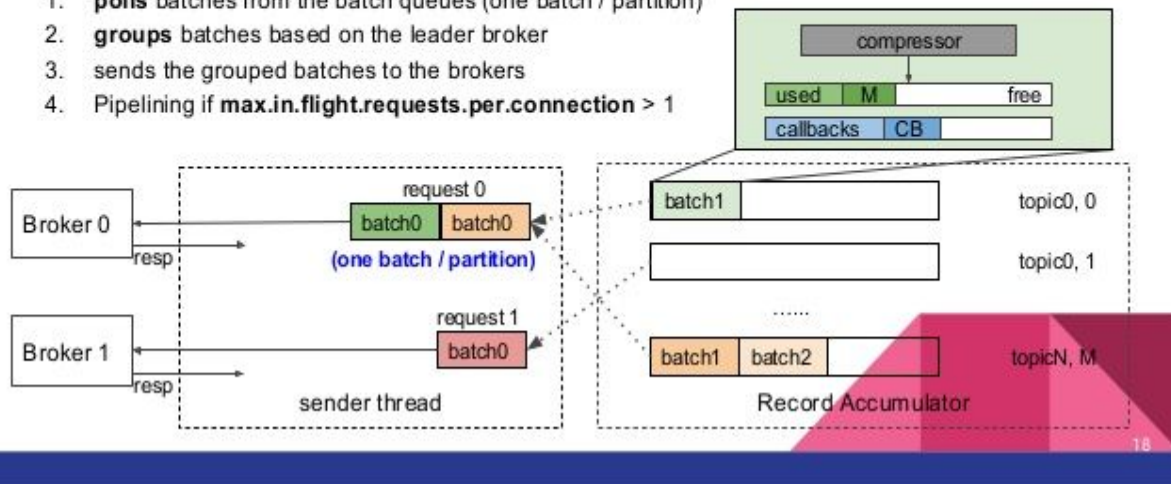 1. polls batches from the batch queues (one batch / partition)
2. groups batches based on the leader broker
3. sends the grouped batches to the brokers
4. Pipelining if max.in.flight.requests.per.connection > 1
compressor
used M free
callbacks CB
request 0
Broker 0
batch0 batch0
batch1
topic0, 0
resp
(one batch / partition)
topic0, 1
request 1
......
Broker 1
batch0
batch1 batch2
topicN, M
resp
sender thread
Record Accumulator
18